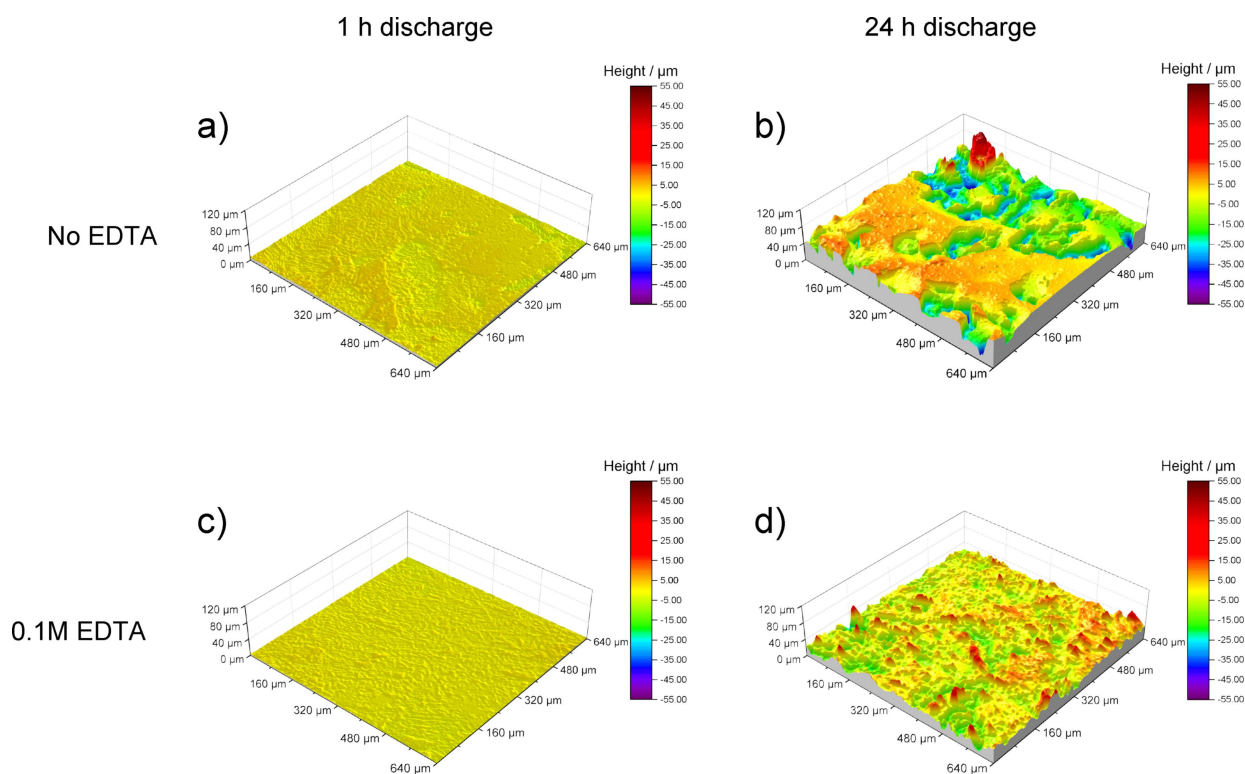 1 h discharge
24 h discharge
No EDTA
0.1M EDTA
a)
Height / µm
55.00
45.00
35.00
25.00
15.00
5.00
-5.00
-15.00
-25.00
-35.00
-45.00
-55.00
120 µm
80 µm
40 µm
0 µm
160 µm
320 µm
480 µm
640 µm
160 µm
320 µm
480 µm
640 µm
b)
Height / µm
55.00
45.00
35.00
25.00
15.00
5.00
-5.00
-15.00
-25.00
-35.00
-45.00
-55.00
120 µm
80 µm
40 µm
0 µm
160 µm
320 µm
480 µm
640 µm
160 µm
320 µm
480 µm
640 µm
c)
Height / µm
55.00
45.00
35.00
25.00
15.00
5.00
-5.00
-15.00
-25.00
-35.00
-45.00
-55.00
120 µm
80 µm
40 µm
0 µm
160 µm
320 µm
480 µm
640 µm
160 µm
320 µm
480 µm
640 µm
d)
Height / µm
55.00
45.00
35.00
25.00
15.00
5.00
-5.00
-15.00
-25.00
-35.00
-45.00
-55.00
120 µm
80 µm
40 µm
0 µm
160 µm
320 µm
480 µm
640 µm
160 µm
320 µm
480 µm
640 µm